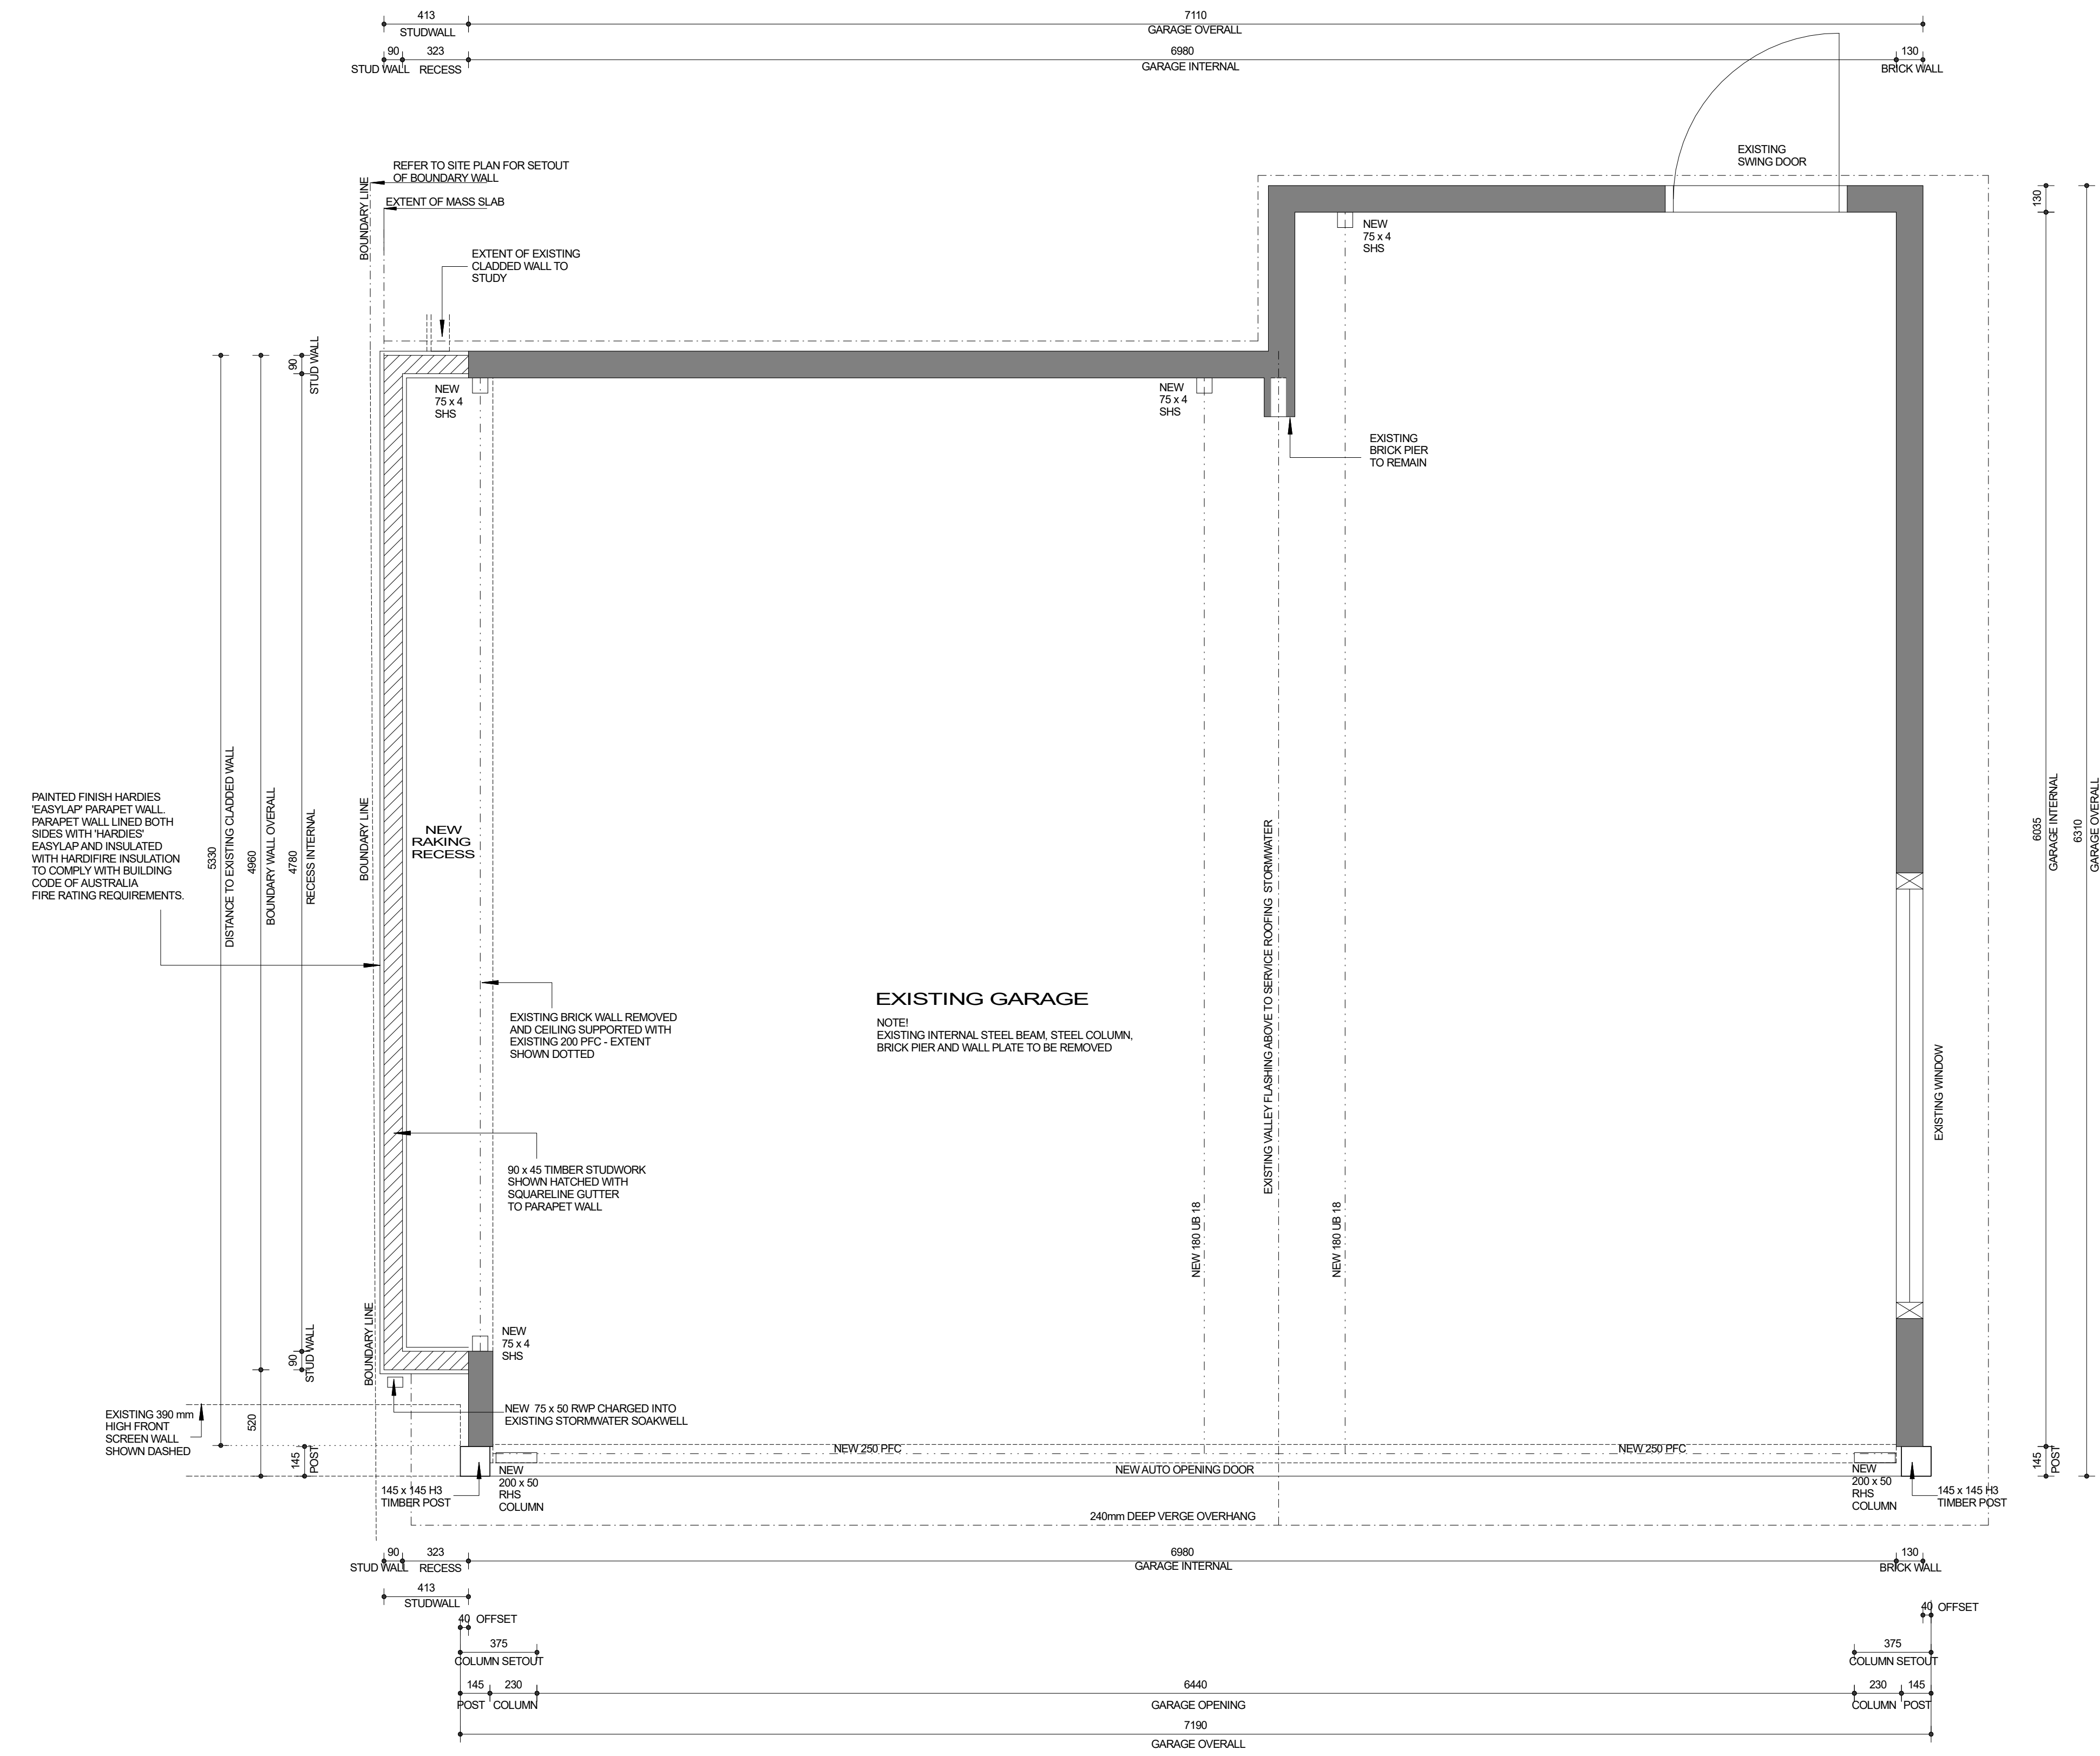 413
7110
STUDWALL
GARAGE OVERALL
90
323
6980
130
STUD WALL
RECESS
GARAGE INTERNAL
BRICK WALL
EXISTING
SWING DOOR
REFER TO SITE PLAN FOR SETOUT
OF BOUNDARY WALL
BOUNDARY LINE
EXTENT OF MASS SLAB
EXTENT OF EXISTING
CLADDED WALL TO
STUDY
NEW
75 x 4
SHS
130
90
STUD WALL
NEW
75 x 4
SHS
NEW
75 x 4
SHS
EXISTING
BRICK PIER
TO REMAIN
PAINTED FINISH HARDIES
'EASYLAP' PARAPET WALL.
PARAPET WALL LINED BOTH
SIDES WITH 'HARDIES'
EASYLAP AND INSULATED
WITH HARDIFIRE INSULATION
TO COMPLY WITH BUILDING
CODE OF AUSTRALIA
FIRE RATING REQUIREMENTS.
5330
DISTANCE TO EXISTING CLADDED WALL
4960
BOUNDARY WALL OVERALL
4780
RECESS INTERNAL
BOUNDARY LINE
NEW
RAKING
RECESS
EXISTING VALLEY FLASHING ABOVE TO SERVICE ROOFING STORMWATER
6035
GARAGE INTERNAL
6310
GARAGE OVERALL
EXISTING GARAGE
NOTE!
EXISTING INTERNAL STEEL BEAM, STEEL COLUMN,
BRICK PIER AND WALL PLATE TO BE REMOVED
EXISTING BRICK WALL REMOVED
AND CEILING SUPPORTED WITH
EXISTING 200 PFC - EXTENT
SHOWN DOTTED
EXISTING WINDOW
90 x 45 TIMBER STUDWORK
SHOWN HATCHED WITH
SQUARELINE GUTTER
TO PARAPET WALL
NEW 180 UB 18
NEW 180 UB 18
90
STUD WALL
BOUNDARY LINE
NEW
75 x 4
SHS
EXISTING 390 mm
HIGH FRONT
SCREEN WALL
SHOWN DASHED
520
NEW 75 x 50 RWP CHARGED INTO
EXISTING STORMWATER SOAKWELL
145
POST
NEW 250 PFC
NEW 250 PFC
145
POST
NEW AUTO OPENING DOOR
145 x 145 H3
TIMBER POST
NEW
200 x 50
RHS
COLUMN
NEW
200 x 50
RHS
COLUMN
145 x 145 H3
TIMBER POST
240mm DEEP VERGE OVERHANG
90
323
6980
130
STUD WALL
RECESS
GARAGE INTERNAL
BRICK WALL
413
STUDWALL
40 OFFSET
40 OFFSET
375
375
COLUMN SETOUT
COLUMN SETOUT
145
230
6440
230
145
POST
COLUMN
GARAGE OPENING
COLUMN
POST
7190
GARAGE OVERALL